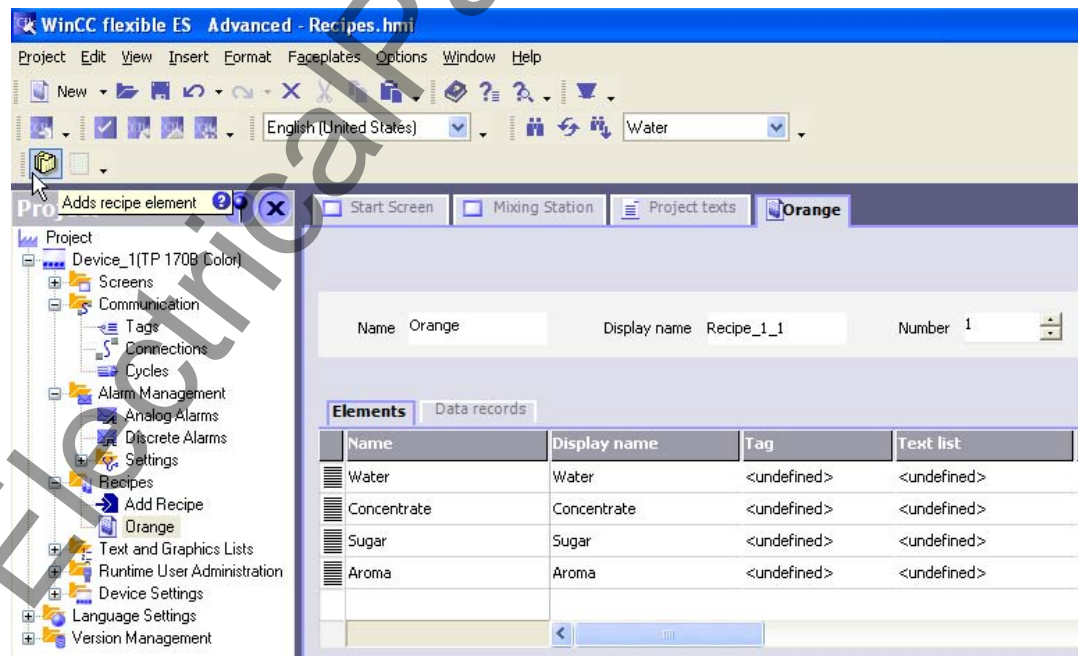 WinCC flexible ES Advanced - Recipes.hmi
Project Edit View Insert Format Faceplates Options Window Help
New
English (United States) Water
Adds recipe element
Pro
Start Screen Mixing Station Project texts Orange
Project
Device_1(TP 170B Color)
Screens
Communication
Tags
Connections
Cycles
Alarm Management
Analog Alarms
Discrete Alarms
Settings
Recipes
Add Recipe
Orange
Text and Graphics Lists
Runtime User Administration
Device Settings
Language Settings
Version Management
Name Orange Display name Recipe_1_1 Number 1
Elements Data records
Name Display name Tag Text list
Water Water <undefined> <undefined>
Concentrate Concentrate <undefined> <undefined>
Sugar Sugar <undefined> <undefined>
Aroma Aroma <undefined> <undefined>